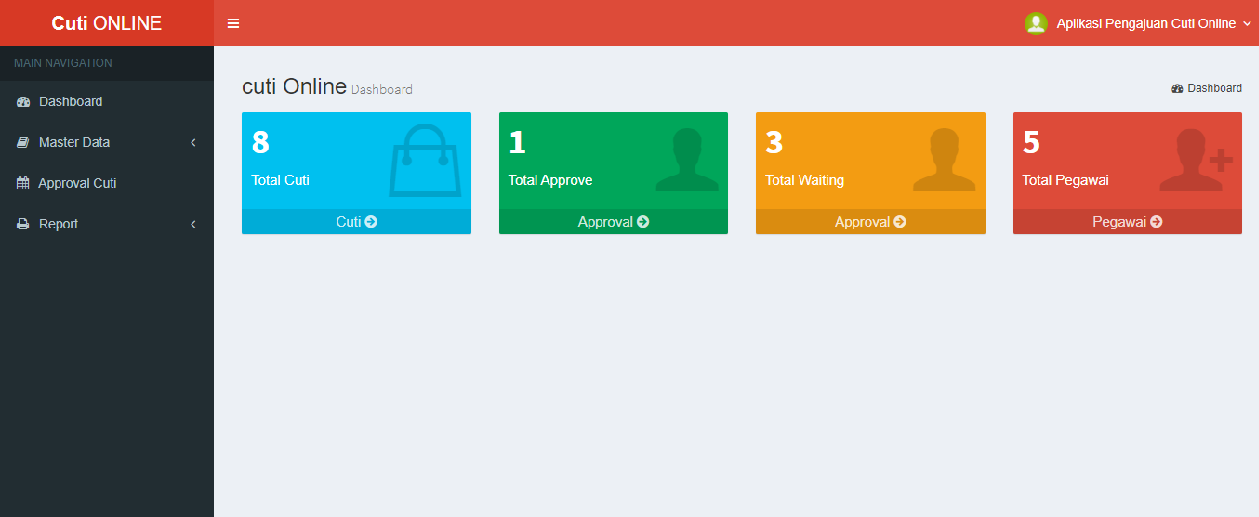 Cuti ONLINE
Aplikasi Pengajuan Cuti Online
MAIN NAVIGATION
Dashboard
Master Data
Approval Cuti
Report
cuti Online Dashboard
Dashboard
8
Total Cuti
Cuti
1
Total Approve
Approval
3
Total Waiting
Approval
5
Total Pegawai
Pegawai